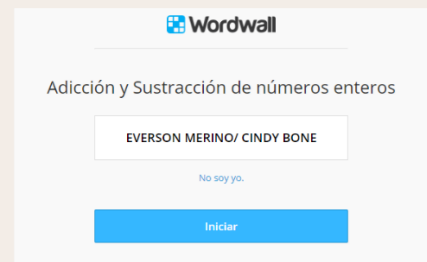 Wordwall
Adicción y Sustracción de números enteros
EVERSON MERINO/ CINDY BONE
No soy yo.
Iniciar